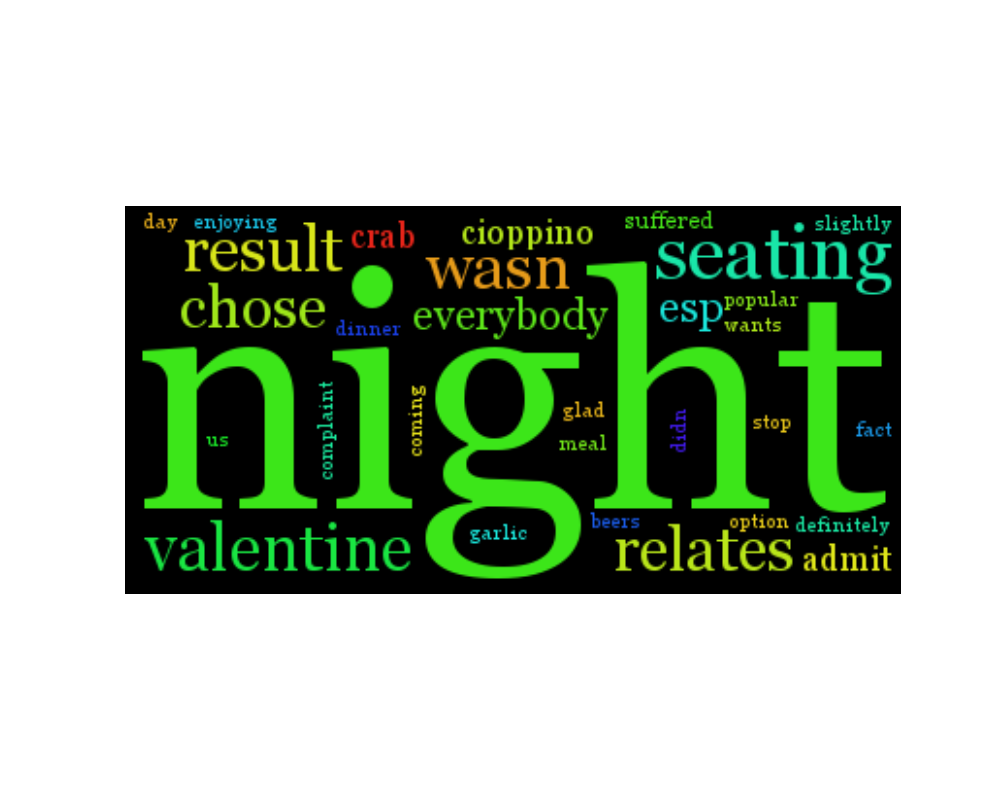 day enjoying
result crab cioppino suffered slightly
wasn seating
chose dinner everybody esp popular
wants
night
us complaint coming glad meal didn stop fact
valentine garlic beers option definitely
relates admit